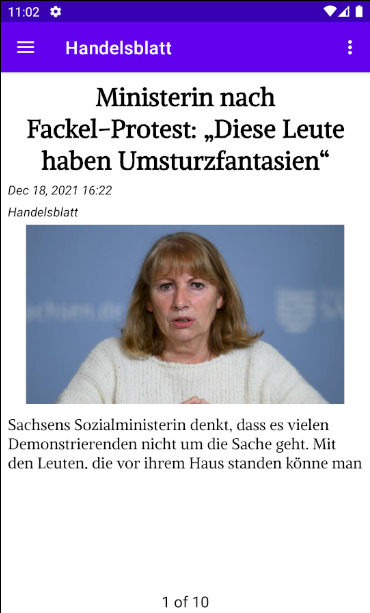 11:02
Handelsblatt
Ministerin nach
Fackel-Protest: „Diese Leute
haben Umsturzfantasien“
Dec 18, 2021 16:22
Handelsblatt
achsen.de
Sachsens Sozialministerin denkt, dass es vielen
Demonstrierenden nicht um die Sache geht. Mit
den Leuten, die vor ihrem Haus standen könne man
1 of 10